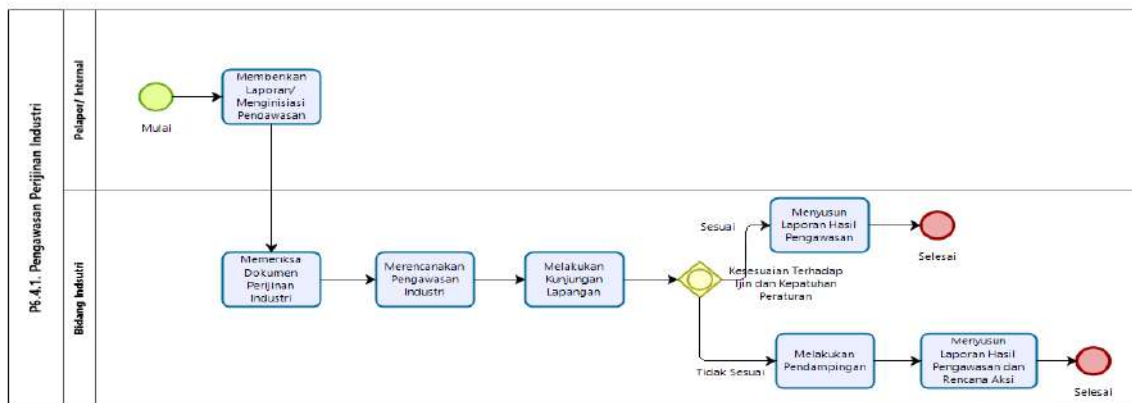 P6.4.1. Pengawasan Perijinan Industri
Pelapor/ Internal
Mulai
Memberikan
Laporan/
Menginisiasi
Pengawasan
Bidang Indsutri
Memeriksa
Dokumen
Perijinan
Industri
Merencanakan
Pengawasan
Industri
Melakukan
Kunjungan
Lapangan
Kesesuaian Terhadap
Ijin dan Kepatuhan
Peraturan
Sesuai
Menyusun
Laporan Hasil
Pengawasan
Selesai
Tidak Sesuai
Melakukan
Pendampingan
Menyusun
Laporan Hasil
Pengawasan dan
Rencana Aksi
Selesai